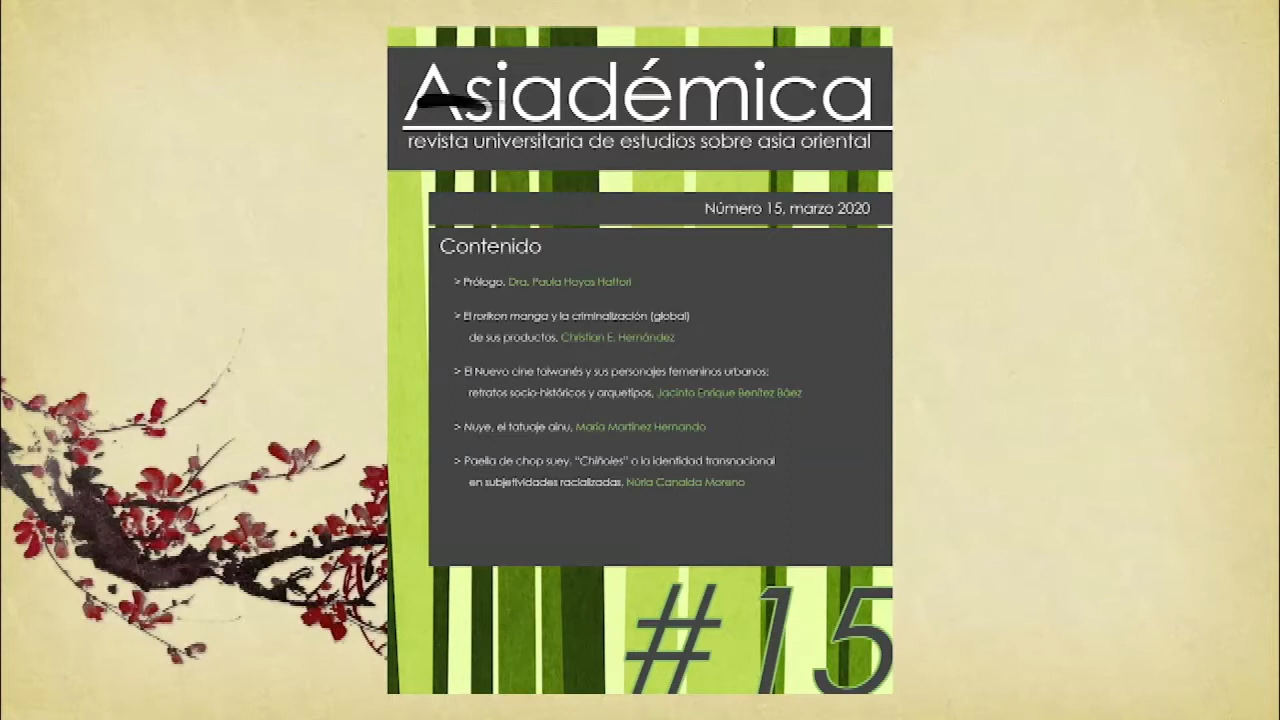 Asiadémica
revista universitaria de estudios sobre asia oriental
Número 15, marzo 2020
Contenido
> Prólogo, Dra. Paula Hoyos Hattori
> El rorikon manga y la criminalización (global)
de sus productos, Christian E. Hernández
> El Nuevo cine taiwanés y sus personajes femeninos urbanos:
retratos socio-históricos y arquetipos, Jacinto Enrique Benítez Báez
> Nuye, el tatuaje ainu, María Martínez Hernando
> Paella de chop suey. "Chiñoles" o la identidad transnacional
en subjetividades racializadas, Núria Canalda Moreno
#15